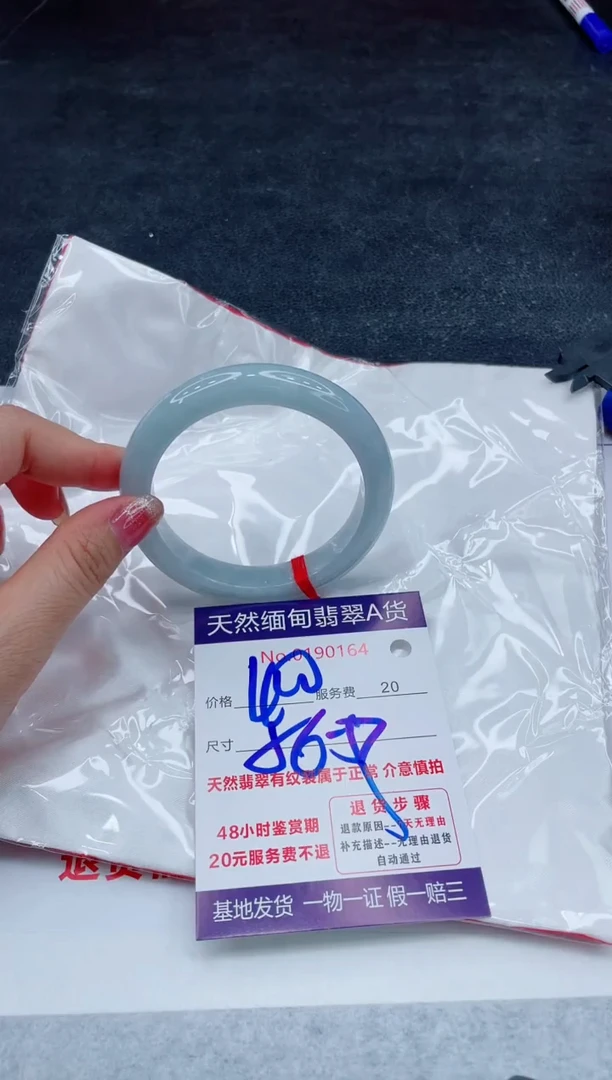 天然缅甸翡翠A货
No.0190164
价格 服务费 20
尺寸
天然翡翠有纹裂属于正常 介意慎拍
48小时鉴赏期
20元服务费不退
退货步骤
退款原因--天无理由
补充描述--无理由退货
自动通过
基地发货 一物一证 假一赔三